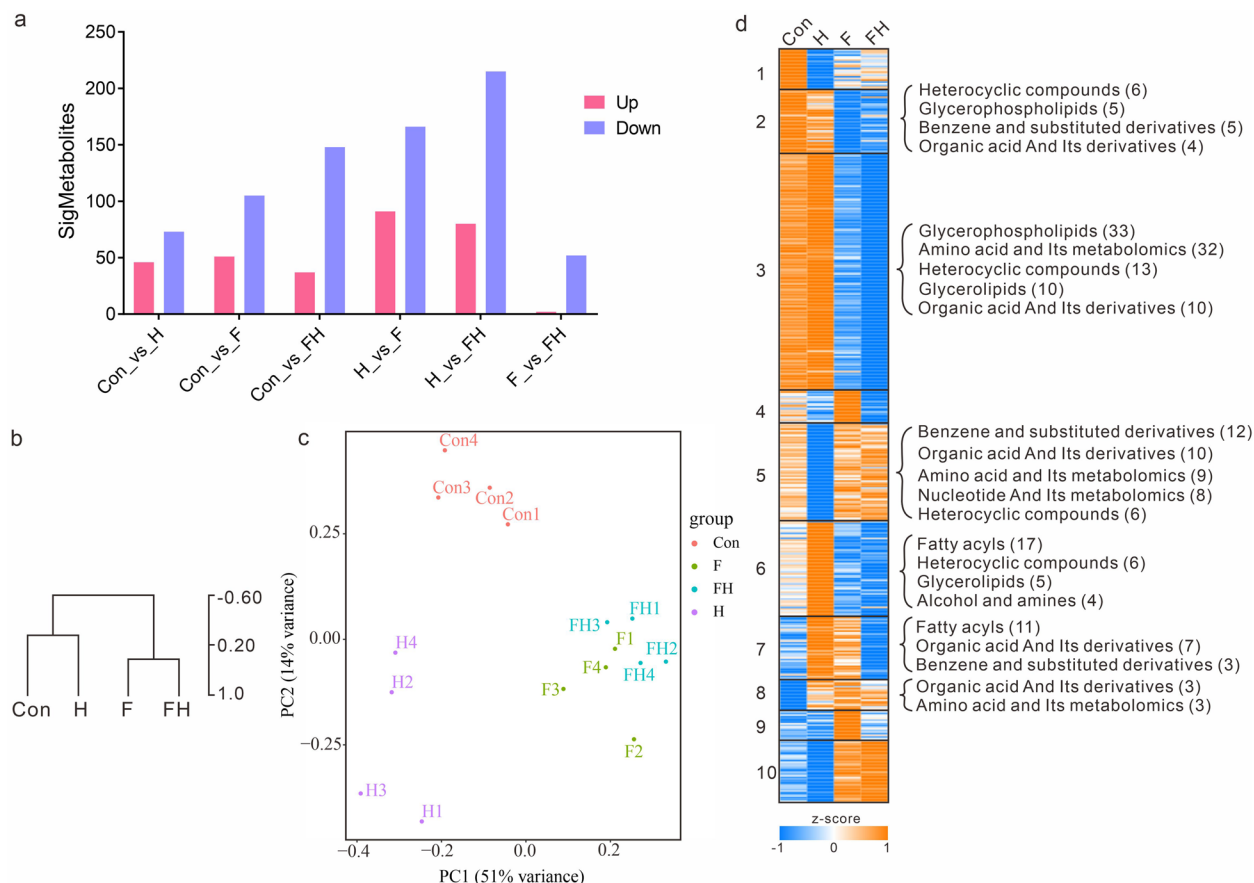 a
250
200
150
100
50
0
SigMetabolites
Up
Down
Con_vs_H
Con_vs_F
Con_vs_FH
H_vs_F
H_vs_FH
F_vs_FH
b
-0.60
0.20
1.0
Con H F FH
c
Con4
Con3
Con2
Con1
H4
H2
H3
H1
FH1
FH3
F1
FH2
F4
FH4
F3
F2
0.25
0.00
−0.25
PC2 (14% variance)
−0.4 −0.2 0.0 0.2
PC1 (51% variance)
group
Con
F
FH
H
d
Con H F FH
1
2
3
4
5
6
7
8
9
10
Heterocyclic compounds (6)
Glycerophospholipids (5)
Benzene and substituted derivatives (5)
Organic acid And Its derivatives (4)
Glycerophospholipids (33)
Amino acid and Its metabolomics (32)
Heterocyclic compounds (13)
Glycerolipids (10)
Organic acid And Its derivatives (10)
Benzene and substituted derivatives (12)
Organic acid And Its derivatives (10)
Amino acid and Its metabolomics (9)
Nucleotide And Its metabolomics (8)
Heterocyclic compounds (6)
Fatty acyls (17)
Heterocyclic compounds (6)
Glycerolipids (5)
Alcohol and amines (4)
Fatty acyls (11)
Organic acid And Its derivatives (7)
Benzene and substituted derivatives (3)
Organic acid And Its derivatives (3)
Amino acid and Its metabolomics (3)
z-score
-1 0 1